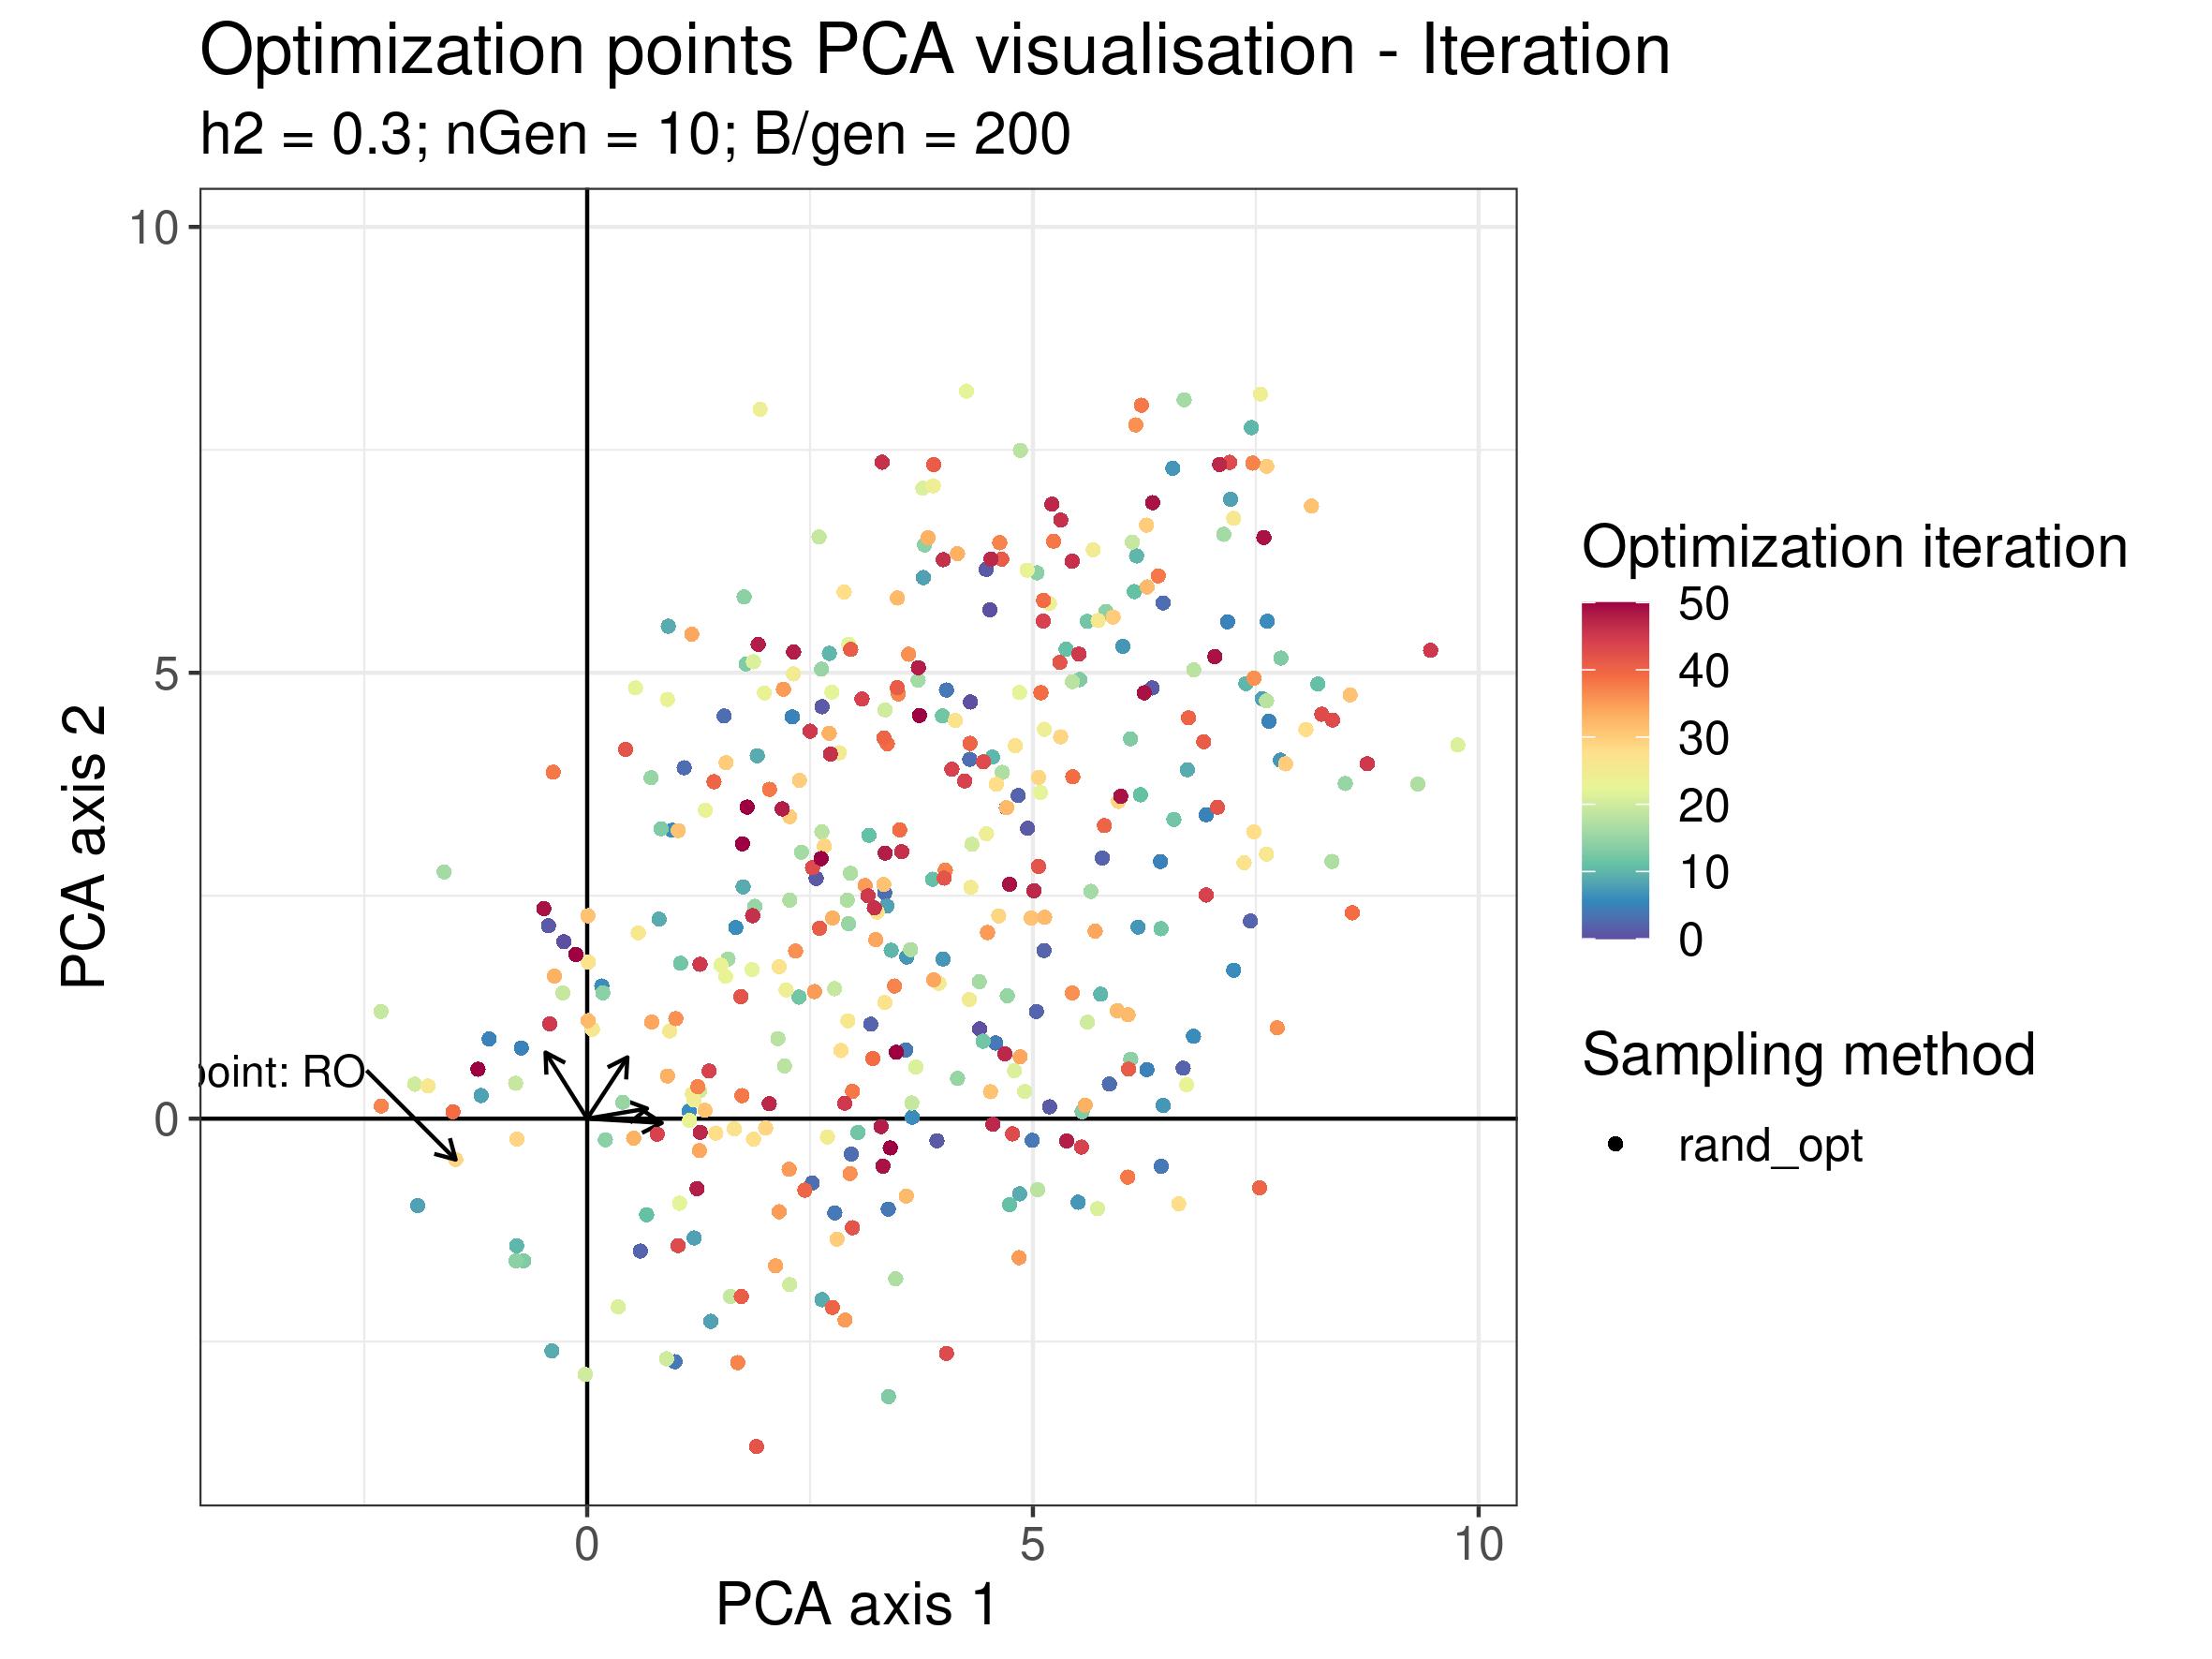 Optimization points PCA visualisation - Iteration
h2 = 0.3; nGen = 10; B/gen = 200
10
5
0
PCA axis 2
point: RO
0
5
10
PCA axis 1
Optimization iteration
50
40
30
20
10
0
Sampling method
rand_opt